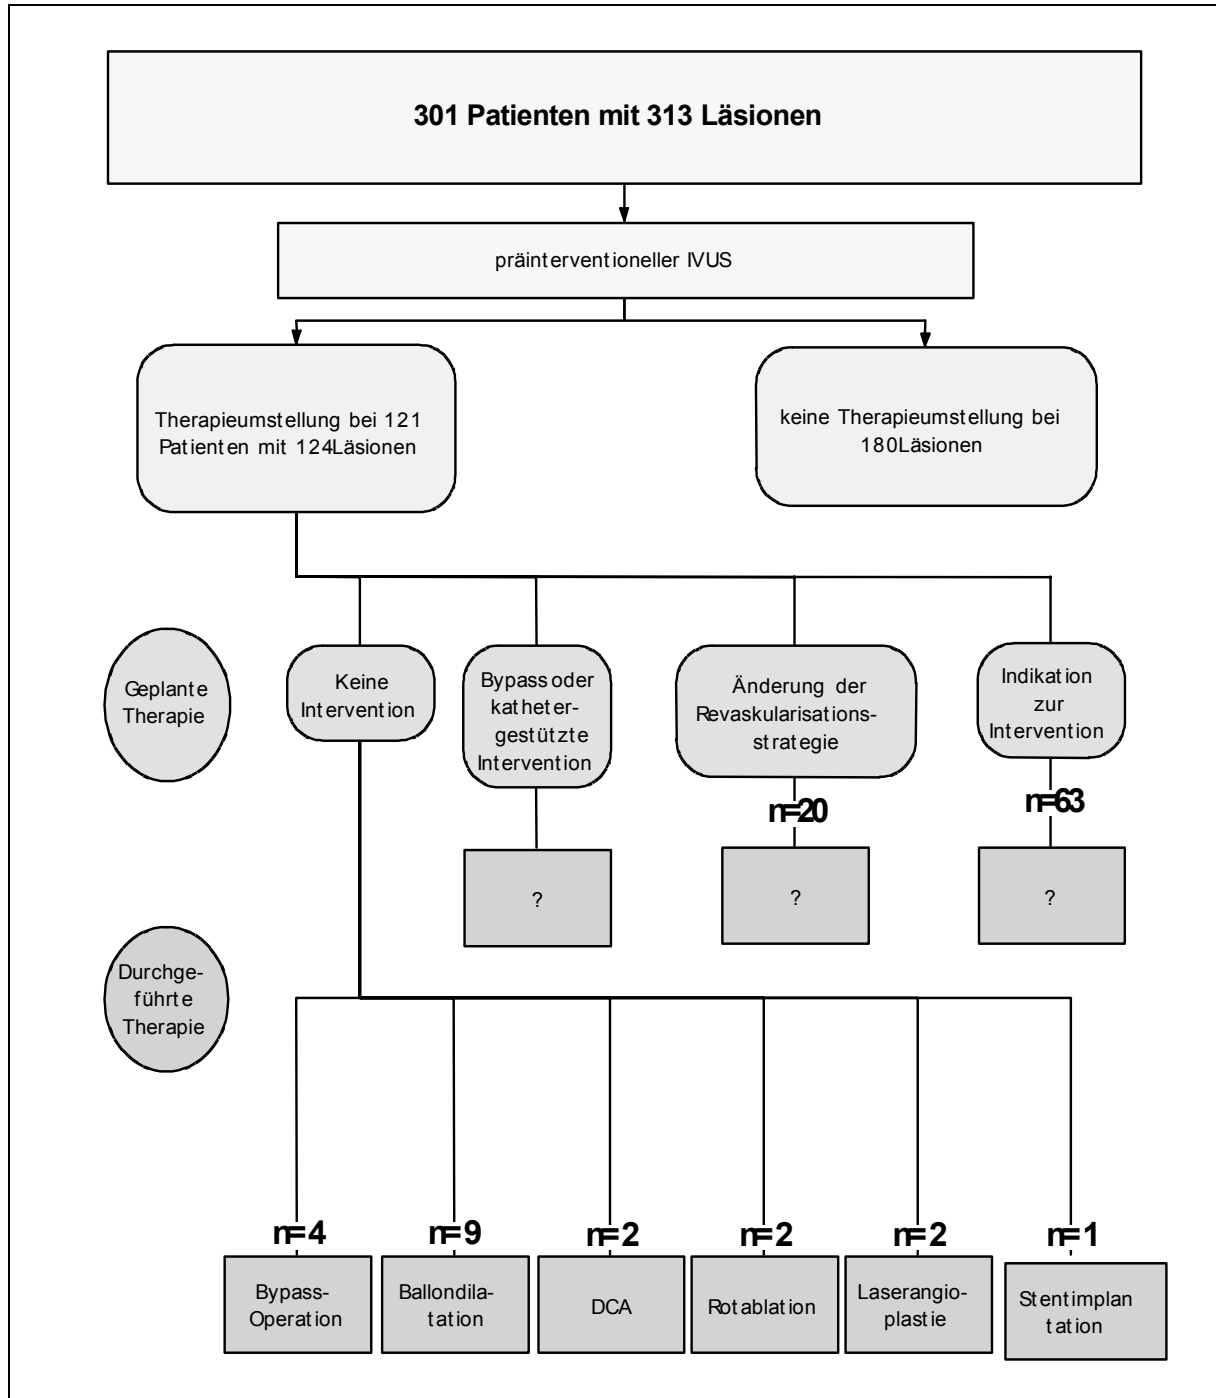 301 Patienten mit 313 Läsionen
präinterventioneller IVUS
Therapieumstellung bei 121
Patienten mit 124Läsionen
keine Therapieumstellung bei
180Läsionen
Geplante
Therapie
Keine
Intervention
Bypass oder
katheter-
gestützte
Intervention
Änderung der
Revaskularisations-
strategie
Indikation
zur
Intervention
n=20
n=63
?
?
?
Durchge-
führte
Therapie
n=4
n=9
n=2
n=2
n=2
n=1
Bypass-
Operation
Ballondila-
tation
DCA
Rotablation
Laserangio-
plastie
Stentimplan
tation